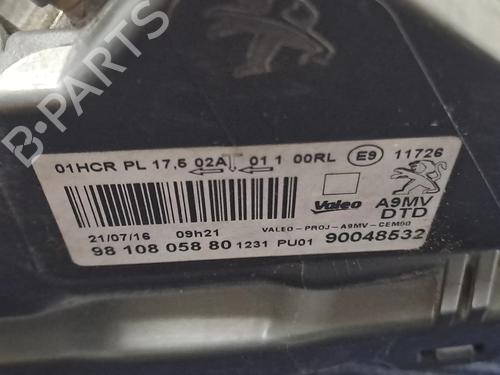 B-PARTS
01HCR PL 17,5 02A 01 1 00RL E9 11726
Valeo A9MV
DTD
21/07/16 09h21 VALEO-PROJ-A9MV-CEM50
98 108 058 80 1231 PU01 90048532